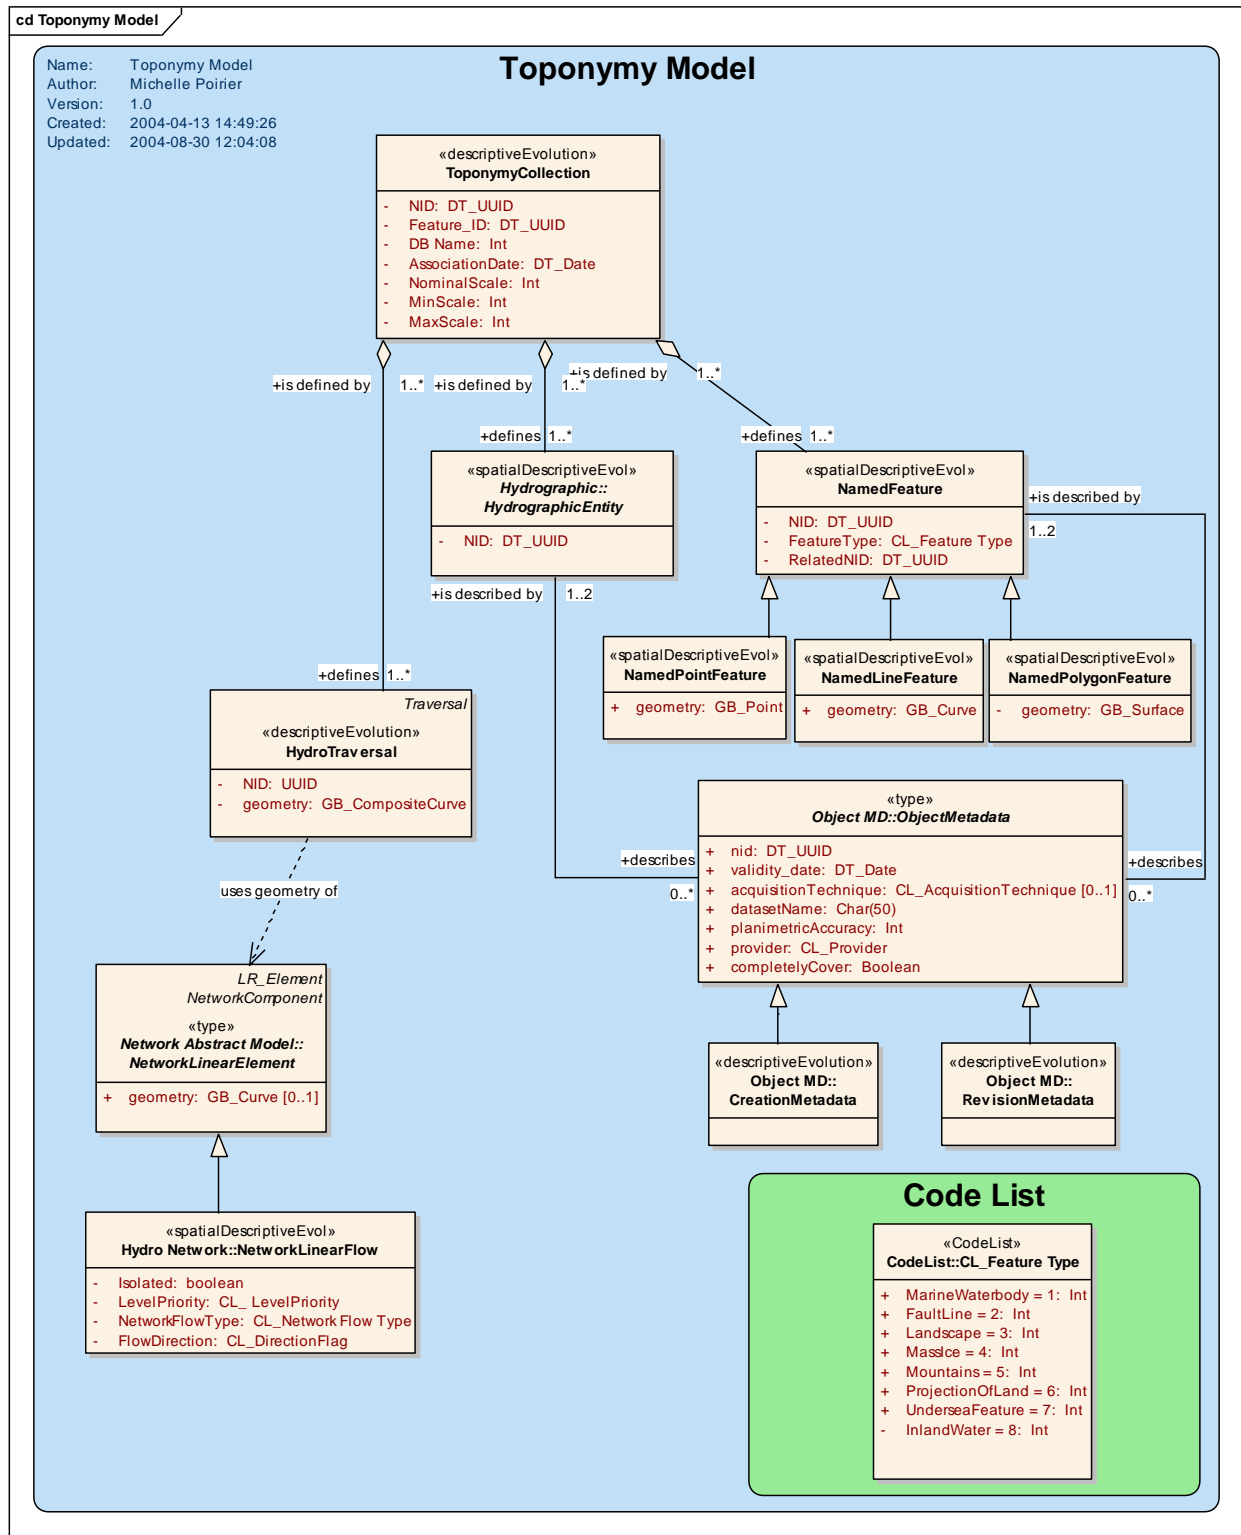 cd Toponymy Model
Toponymy Model
Name: Toponymy Model
Author: Michelle Poirier
Version: 1.0
Created: 2004-04-13 14:49:26
Updated: 2004-08-30 12:04:08
«descriptiveEvolution»
ToponymyCollection
- NID: DT_UUID
- Feature_ID: DT_UUID
- DB Name: Int
- AssociationDate: DT_Date
- NominalScale: Int
- MinScale: Int
- MaxScale: Int
+is defined by 1..*
+is defined by 1..*
+is defined by 1..*
+defines 1..*
+defines 1..*
«spatialDescriptiveEvol»
Hydrographic::
HydrographicEntity
- NID: DT_UUID
+is described by 1..2
«spatialDescriptiveEvol»
NamedFeature
- NID: DT_UUID
- FeatureType: CL_Feature Type
- RelatedNID: DT_UUID
+is described by
1..2
«spatialDescriptiveEvol»
NamedPointFeature
+ geometry: GB_Point
«spatialDescriptiveEvol»
NamedLineFeature
+ geometry: GB_Curve
«spatialDescriptiveEvol»
NamedPolygonFeature
- geometry: GB_Surface
+defines 1..*
Traversal
«descriptiveEvolution»
HydroTraversal
- NID: UUID
- geometry: GB_CompositeCurve
uses geometry of
«type»
Object MD::ObjectMetadata
+ nid: DT_UUID
+ validity_date: DT_Date
+ acquisitionTechnique: CL_AcquisitionTechnique [0..1]
+ datasetName: Char(50)
+ planimetricAccuracy: Int
+ provider: CL_Provider
+ completelyCover: Boolean
+describes
0..*
+describes
0..*
LR_Element
NetworkComponent
«type»
Network Abstract Model::
NetworkLinearElement
+ geometry: GB_Curve [0..1]
«descriptiveEvolution»
Object MD::
CreationMetadata
«descriptiveEvolution»
Object MD::
RevisionMetadata
«spatialDescriptiveEvol»
Hydro Network::NetworkLinearFlow
- Isolated: boolean
- LevelPriority: CL_ LevelPriority
- NetworkFlowType: CL_Network Flow Type
- FlowDirection: CL_DirectionFlag
Code List
«CodeList»
CodeList::CL_Feature Type
+ MarineWaterbody = 1: Int
+ FaultLine = 2: Int
+ Landscape = 3: Int
+ MassIce = 4: Int
+ Mountains = 5: Int
+ ProjectionOfLand = 6: Int
+ UnderseaFeature = 7: Int
- InlandWater = 8: Int